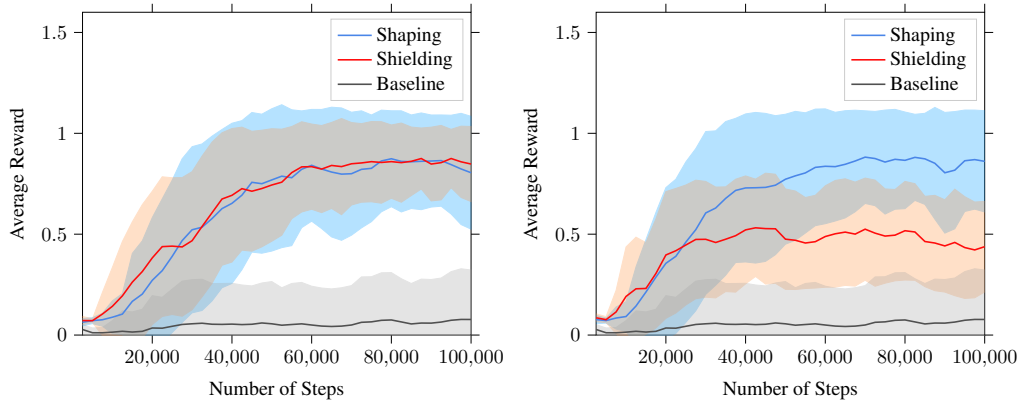 1.5
1
0.5
0
Average Reward
20,000 40,000 60,000 80,000 100,000
Number of Steps
Shaping
Shielding
Baseline
1.5
1
0.5
0
Average Reward
20,000 40,000 60,000 80,000 100,000
Number of Steps
Shaping
Shielding
Baseline